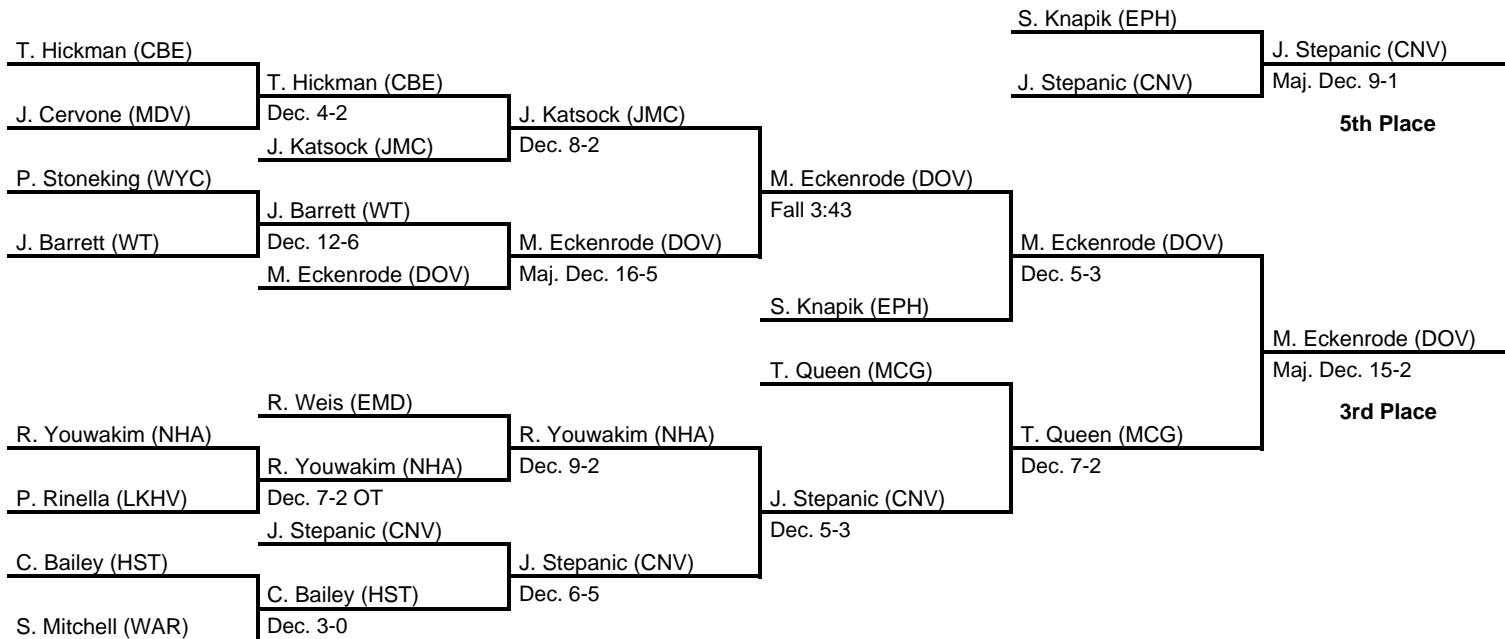 S. Knapik (EPH)
T. Hickman (CBE)
J. Stepanic (CNV)
T. Hickman (CBE)
J. Stepanic (CNV)
Maj. Dec. 9-1
J. Cervone (MDV)
Dec. 4-2
J. Katsock (JMC)
5th Place
J. Katsock (JMC)
Dec. 8-2
P. Stoneking (WYC)
M. Eckenrode (DOV)
J. Barrett (WT)
Fall 3:43
J. Barrett (WT)
Dec. 12-6
M. Eckenrode (DOV)
M. Eckenrode (DOV)
M. Eckenrode (DOV)
Maj. Dec. 16-5
Dec. 5-3
S. Knapik (EPH)
M. Eckenrode (DOV)
T. Queen (MCG)
Maj. Dec. 15-2
R. Weis (EMD)
3rd Place
R. Youwakim (NHA)
R. Youwakim (NHA)
T. Queen (MCG)
R. Youwakim (NHA)
Dec. 9-2
Dec. 7-2
P. Rinella (LKHV)
Dec. 7-2 OT
J. Stepanic (CNV)
J. Stepanic (CNV)
Dec. 5-3
C. Bailey (HST)
J. Stepanic (CNV)
C. Bailey (HST)
Dec. 6-5
S. Mitchell (WAR)
Dec. 3-0